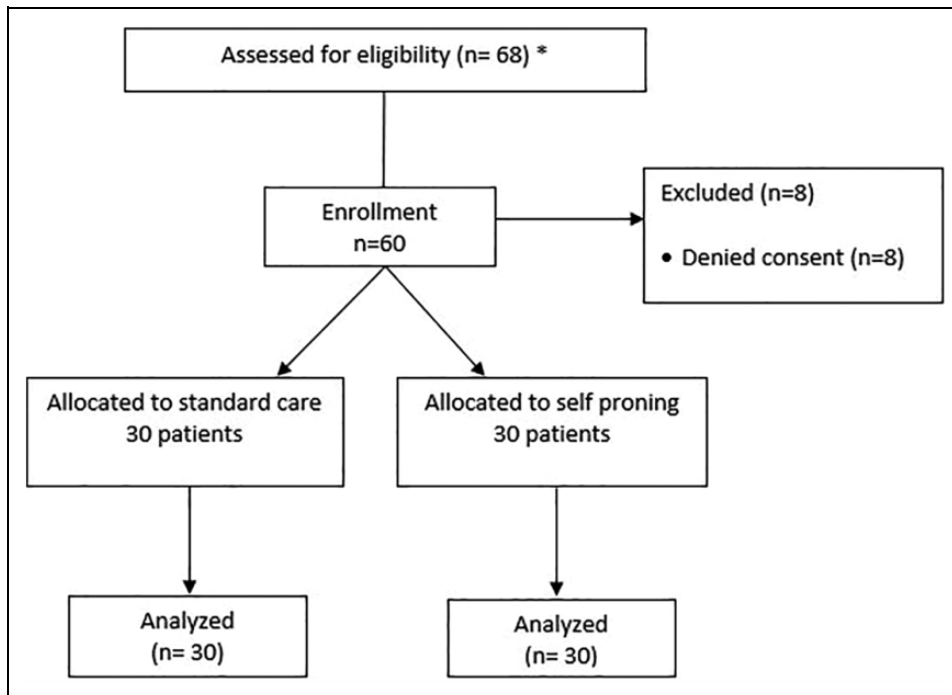 Assessed for eligibility (n= 68) *
Enrollment
n=60
Excluded (n=8)
• Denied consent (n=8)
Allocated to standard care
30 patients
Allocated to self proning
30 patients
Analyzed
(n= 30)
Analyzed
(n= 30)